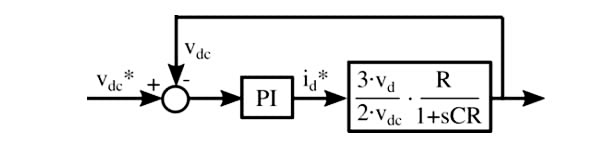 v_dc
v_dc* + -
PI
i_d*
3·v_d / 2·v_dc · R / 1+sCR